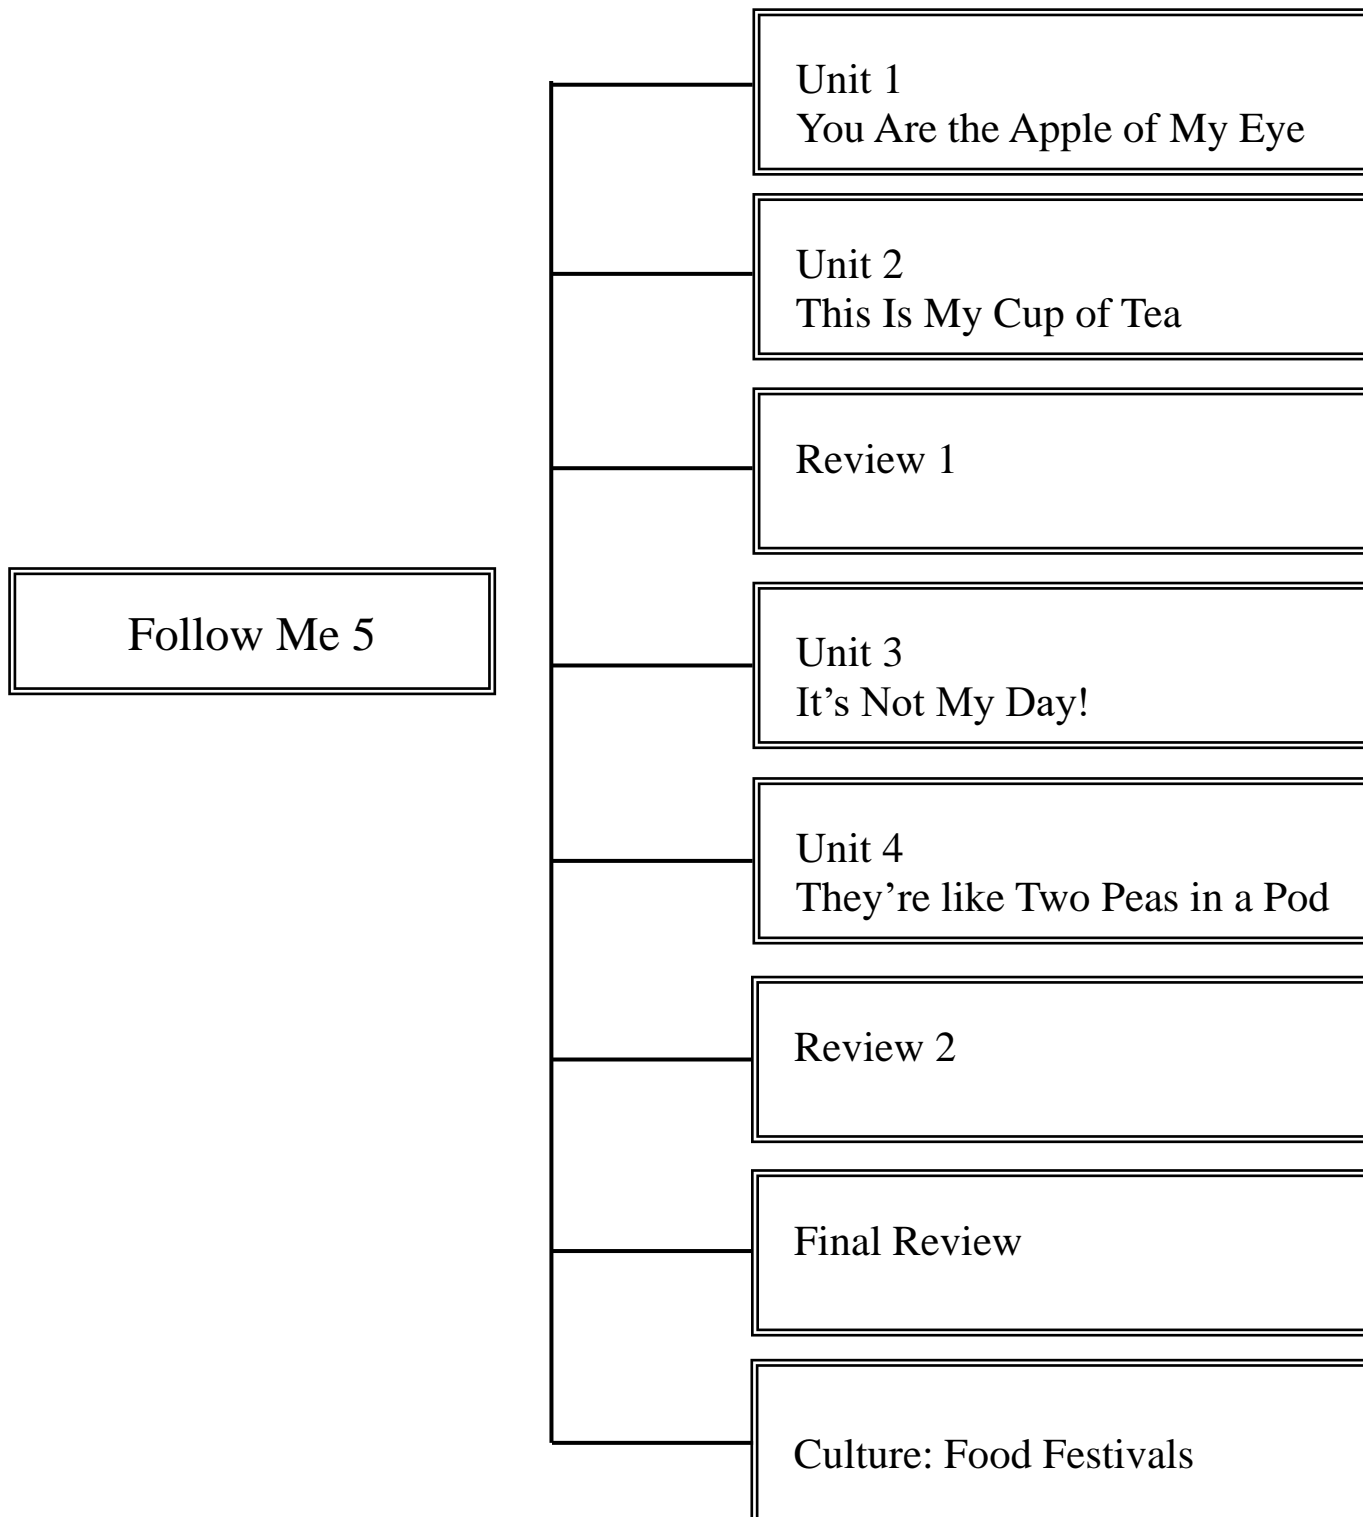 Follow Me 5
Unit 1
You Are the Apple of My Eye
Unit 2
This Is My Cup of Tea
Review 1
Unit 3
It’s Not My Day!
Unit 4
They’re like Two Peas in a Pod
Review 2
Final Review
Culture: Food Festivals